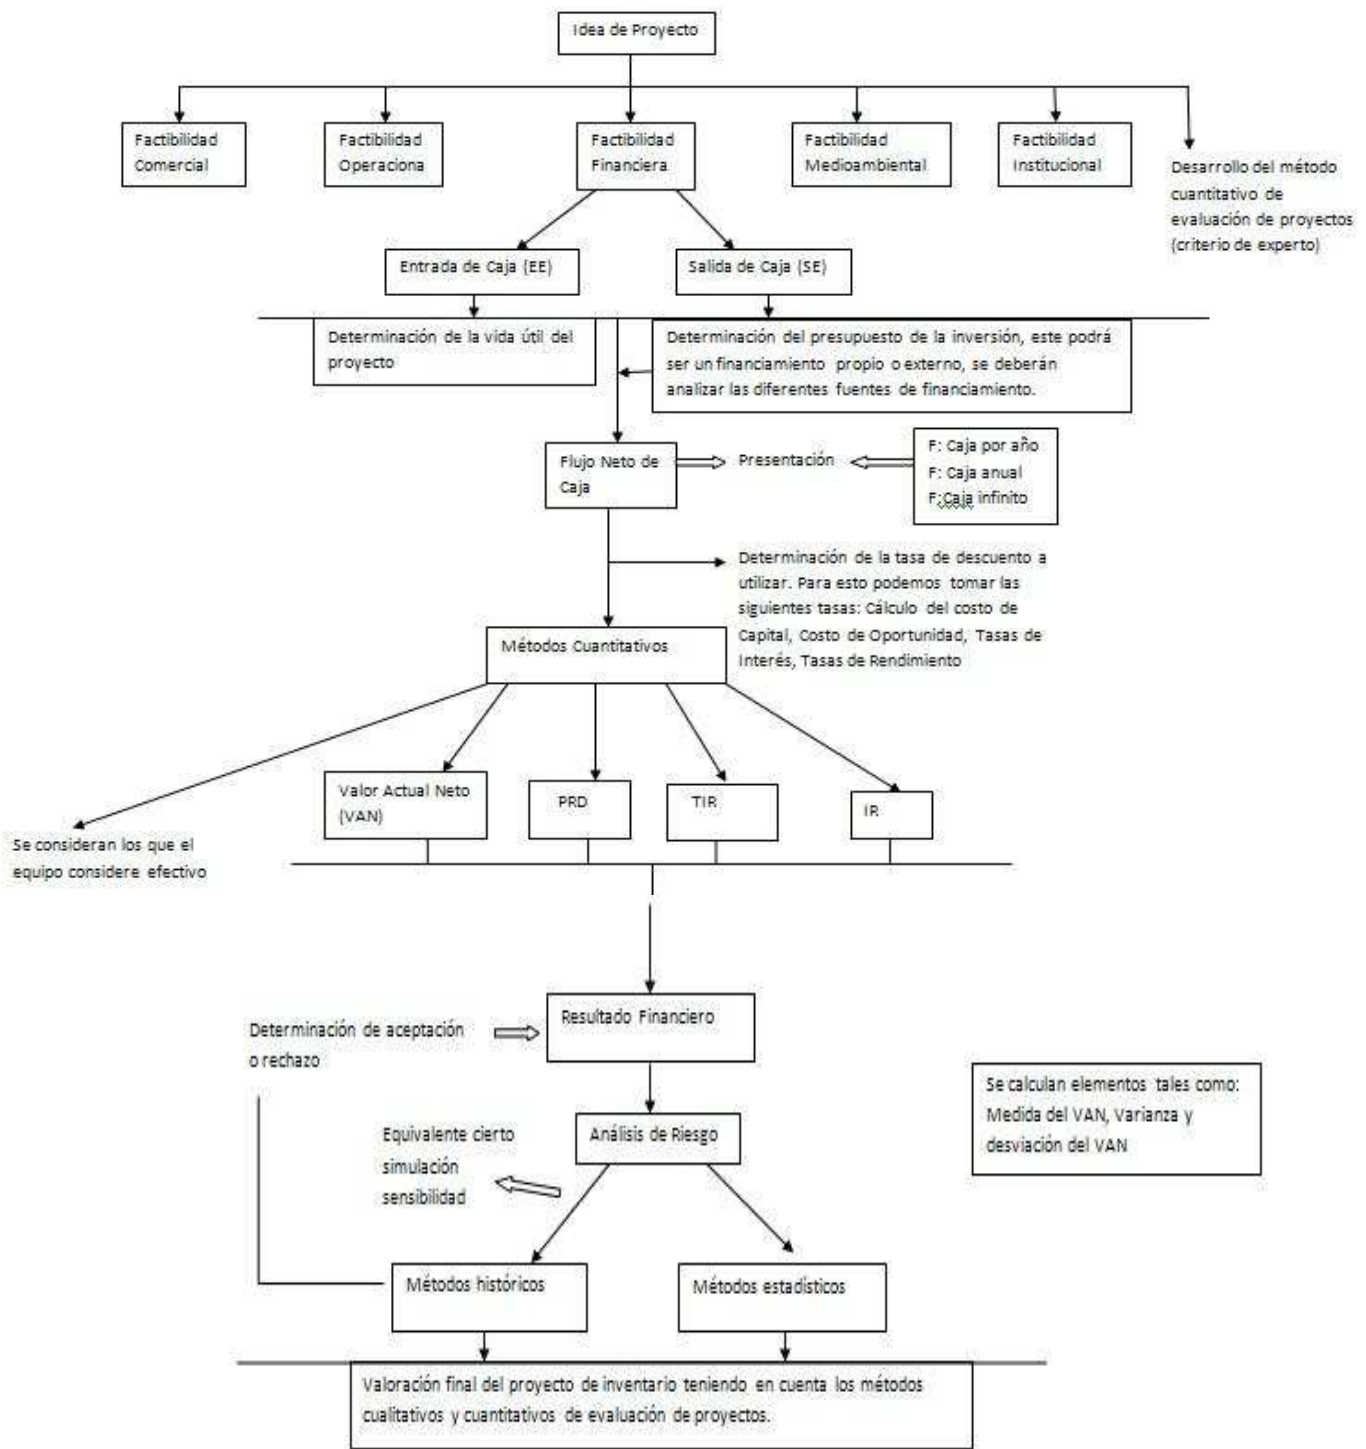 Idea de Proyecto
Factibilidad
Comercial
Factibilidad
Operaciona
Factibilidad
Financiera
Factibilidad
Medioambiental
Factibilidad
Institucional
Desarrollo del método
cuantitativo de
evaluación de proyectos
(criterio de experto)
Entrada de Caja (EE)
Salida de Caja (SE)
Determinación de la vida útil del
proyecto
Determinación del presupuesto de la inversión, este podrá
ser un financiamiento propio o externo, se deberán
analizar las diferentes fuentes de financiamiento.
Flujo Neto de
Caja
Presentación
F: Caja por año
F: Caja anual
F:Caja infinito
Determinación de la tasa de descuento a
utilizar. Para esto podemos tomar las
siguientes tasas: Cálculo del costo de
Capital, Costo de Oportunidad, Tasas de
Interés, Tasas de Rendimiento
Métodos Cuantitativos
Valor Actual Neto
(VAN)
PRD
TIR
IR
Se consideran los que el
equipo considere efectivo
Resultado Financiero
Determinación de aceptación
o rechazo
Se calculan elementos tales como:
Medida del VAN, Varianza y
desviación del VAN
Análisis de Riesgo
Equivalente cierto
simulación
sensibilidad
Métodos históricos
Métodos estadísticos
Valoración final del proyecto de inventario teniendo en cuenta los métodos
cualitativos y cuantitativos de evaluación de proyectos.